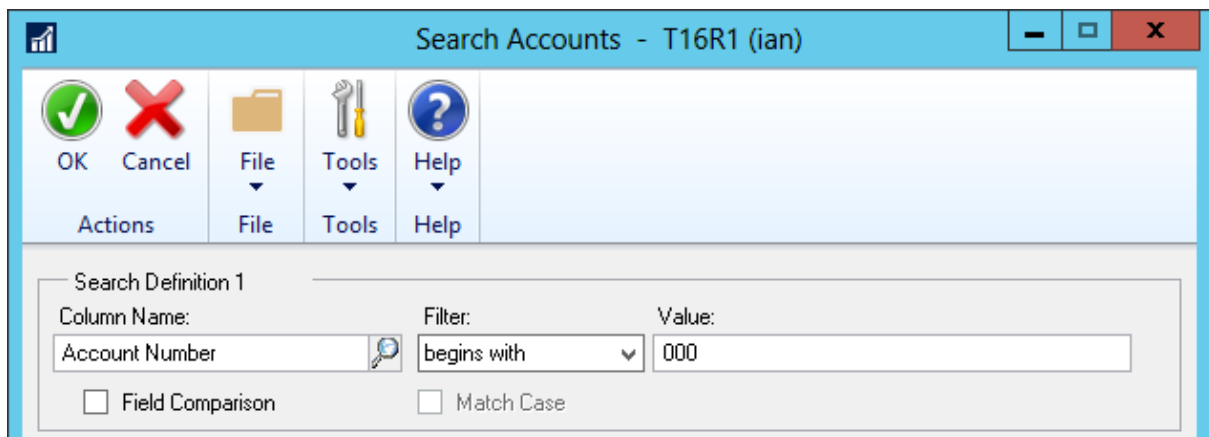 Search Accounts - T16R1 (ian)
OK Cancel File Tools Help
Actions File Tools Help
Search Definition 1
Column Name: Filter: Value:
Account Number begins with 000
Field Comparison Match Case